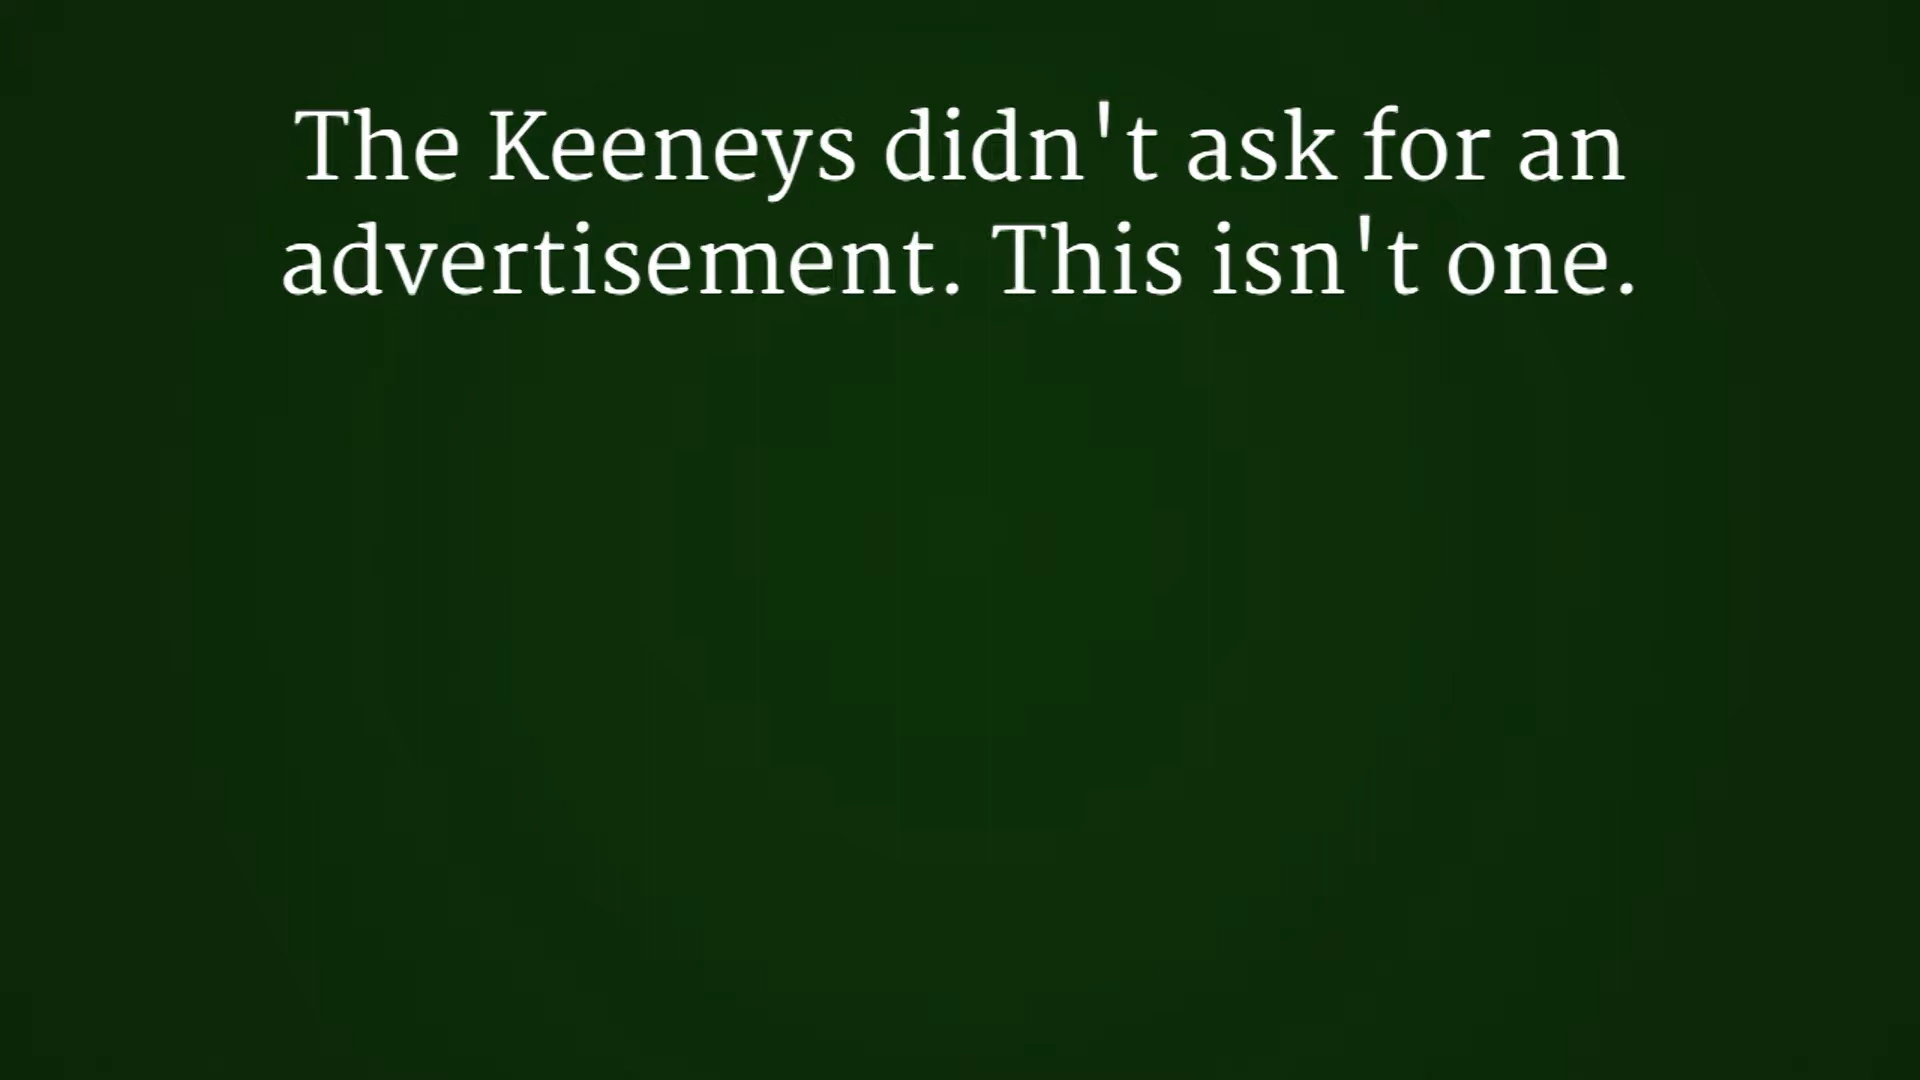 The Keeneys didn't ask for an
advertisement. This isn't one.